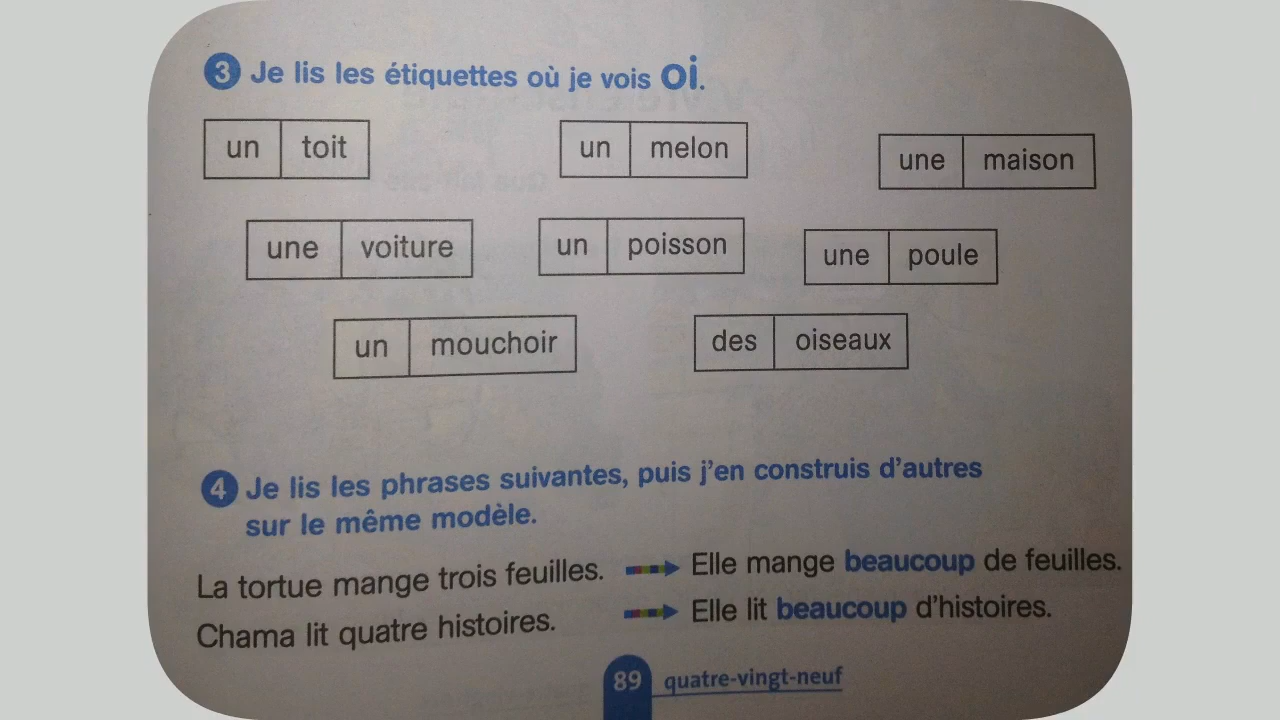 3 Je lis les étiquettes où je vois oi.
un toit un melon une maison
une voiture un poisson une poule
un mouchoir des oiseaux
4 Je lis les phrases suivantes, puis j'en construis d'autres
sur le même modèle.
La tortue mange trois feuilles. Elle mange beaucoup de feuilles.
Chama lit quatre histoires. Elle lit beaucoup d'histoires.
89 quatre-vingt-neuf